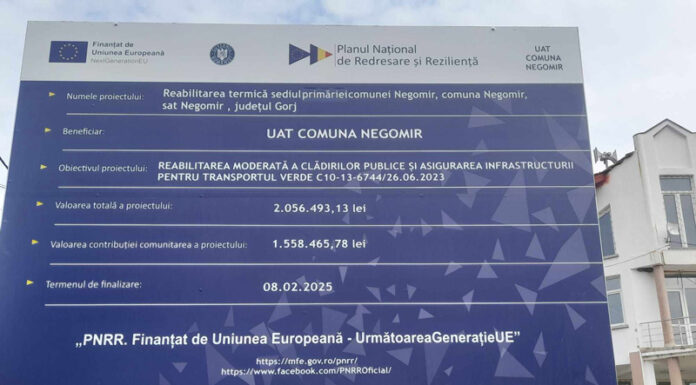 Finanțat de
Uniunea Europeană
NextGenerationEU
Planul Național
de Redresare și Reziliență
UAT
COMUNA
NEGOMIR
Numele proiectului:
Reabilitarea termică sediulprimărieicomunei Negomir, comuna Negomir,
sat Negomir , județul Gorj
Beneficiar:
UAT COMUNA NEGOMIR
Obiectivul proiectului:
REABILITAREA MODERATĂ A CLĂDIRILOR PUBLICE ȘI ASIGURAREA INFRASTRUCTURII
PENTRU TRANSPORTUL VERDE C10-13-6744/26.06.2023
Valoarea totală a proiectului:
2.056.493,13 lei
Valoarea contribuției comunitarea a proiectului:
1.558.465,78 lei
Termenul de finalizare:
08.02.2025
„PNRR. Finanțat de Uniunea Europeană - UrmătoareaGenerațieUE”
https://mfe.gov.ro/pnrr/
https://www.facebook.com/PNRROficial/